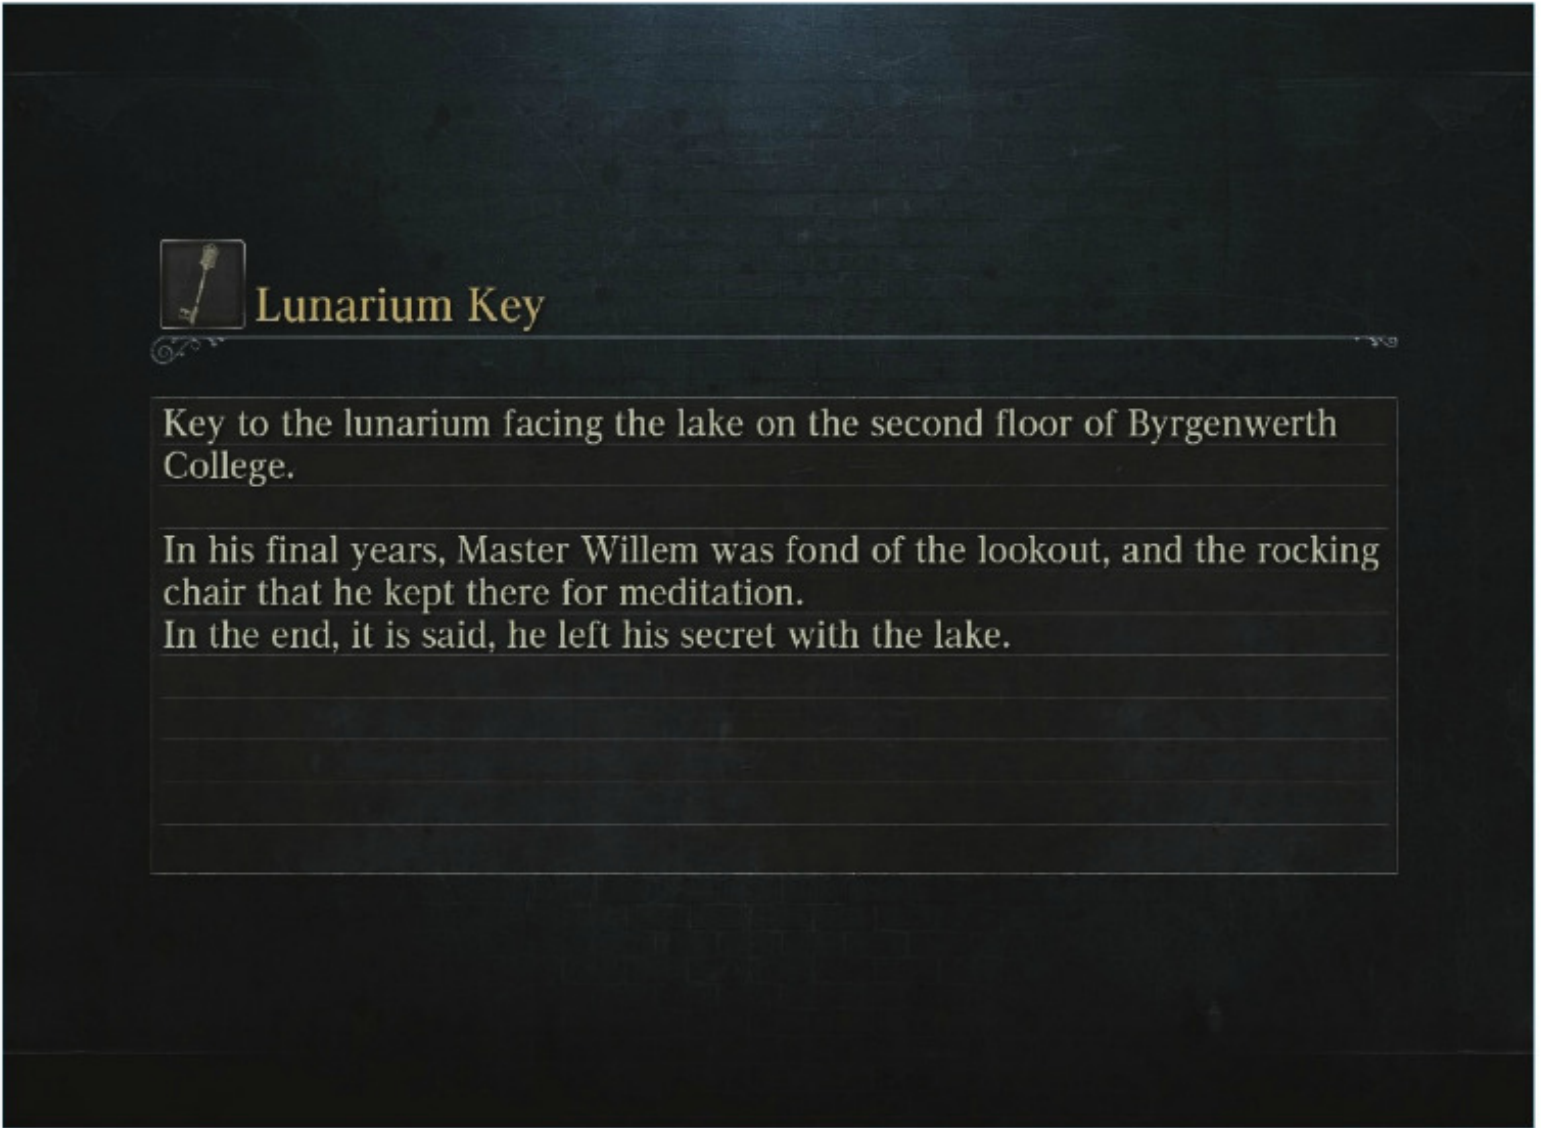 Lunarium Key
Key to the lunarium facing the lake on the second floor of Byrgenwerth
College.
In his final years, Master Willem was fond of the lookout, and the rocking
chair that he kept there for meditation.
In the end, it is said, he left his secret with the lake.